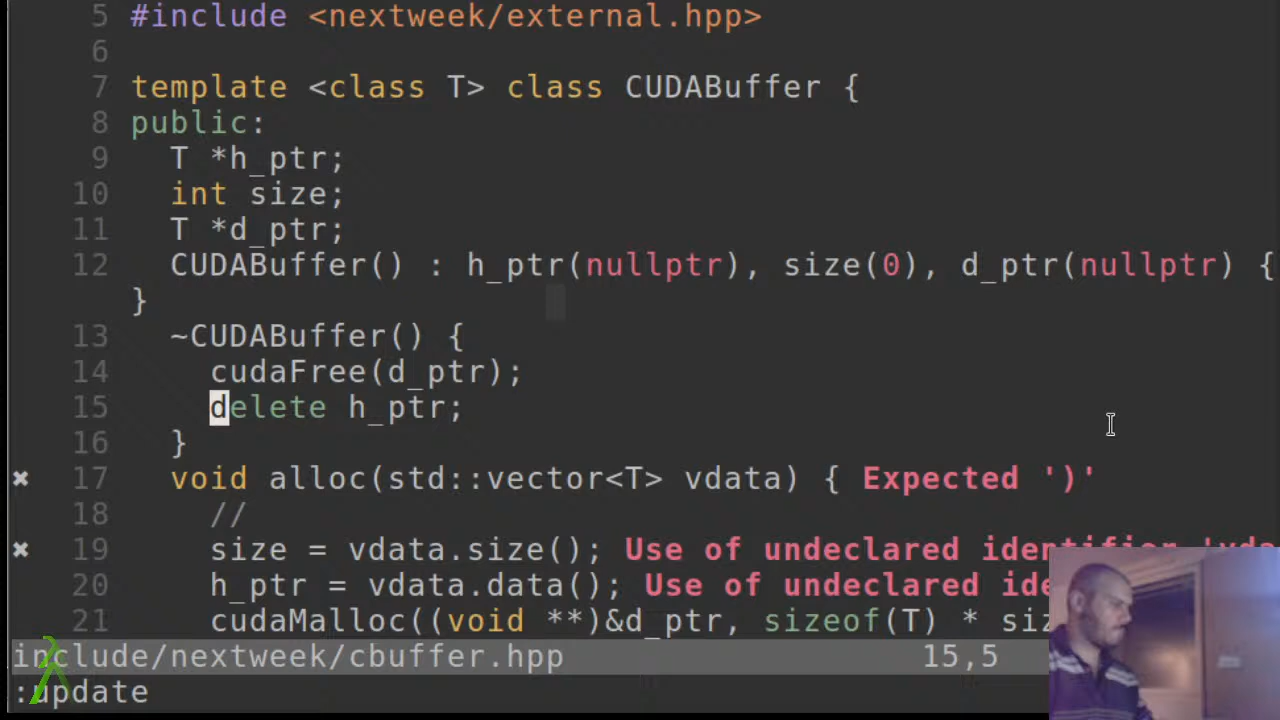 5 #include <nextweek/external.hpp>
6
7 template <class T> class CUDABuffer {
8 public:
9 T *h_ptr;
10 int size;
11 T *d_ptr;
12 CUDABuffer() : h_ptr(nullptr), size(0), d_ptr(nullptr) {
}
13 ~CUDABuffer() {
14 cudaFree(d_ptr);
15 delete h_ptr;
16 }
✖ 17 void alloc(std::vector<T> vdata) { Expected ')'
18 //
✖ 19 size = vdata.size(); Use of undeclared identifier 'vda
20 h_ptr = vdata.data(); Use of undeclared ide
21 cudaMalloc((void **)&d_ptr, sizeof(T) * siz
include/nextweek/cbuffer.hpp 15,5
:update